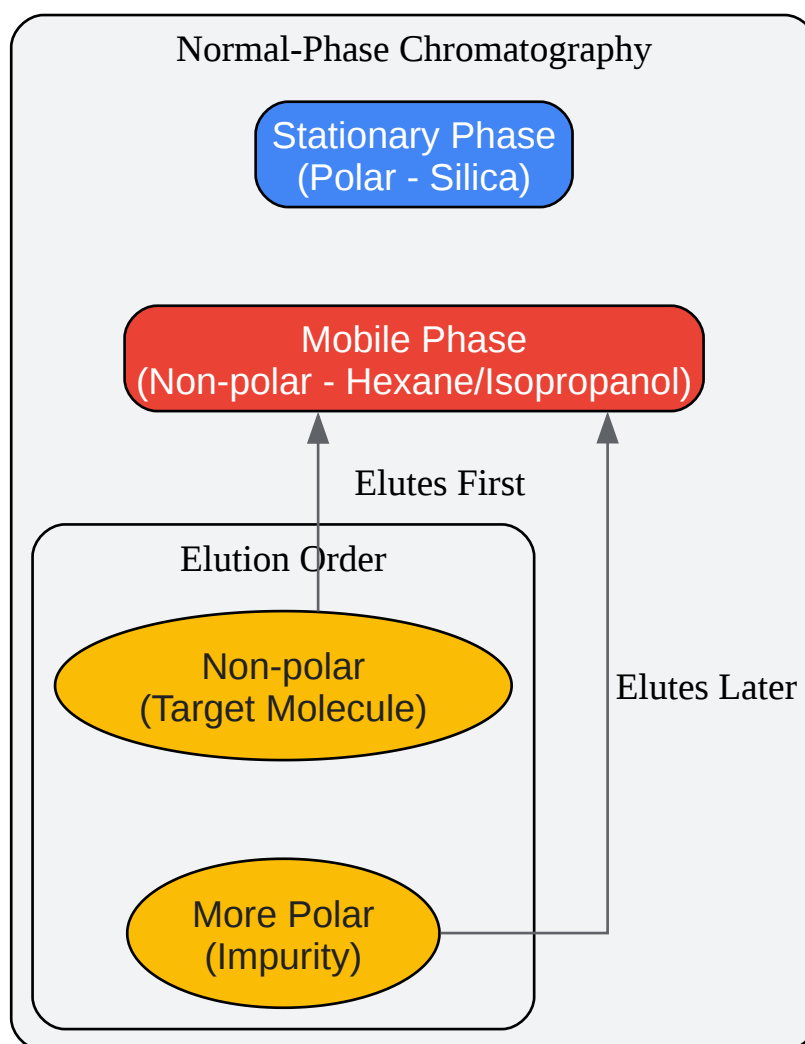 Normal-Phase Chromatography
Stationary Phase
(Polar - Silica)
Mobile Phase
(Non-polar - Hexane/Isopropanol)
Elutes First
Elution Order
Non-polar
(Target Molecule)
Elutes Later
More Polar
(Impurity)